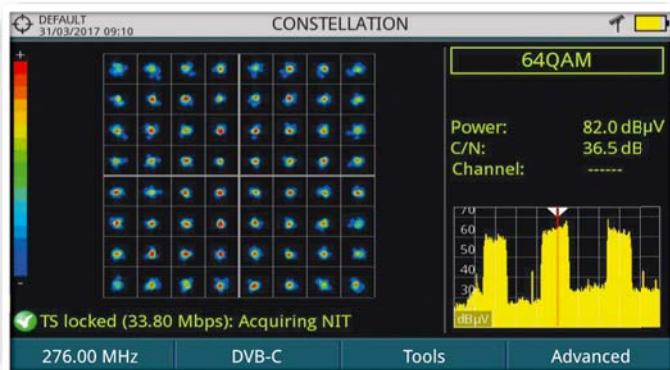 DEFAULT
31/03/2017 09:10
CONSTELLATION
+
-
64QAM
Power: 82.0 dBµV
C/N: 36.5 dB
Channel: ------
70
60
50
40
30
dBµV
TS locked (33.80 Mbps): Acquiring NIT
276.00 MHz
DVB-C
Tools
Advanced